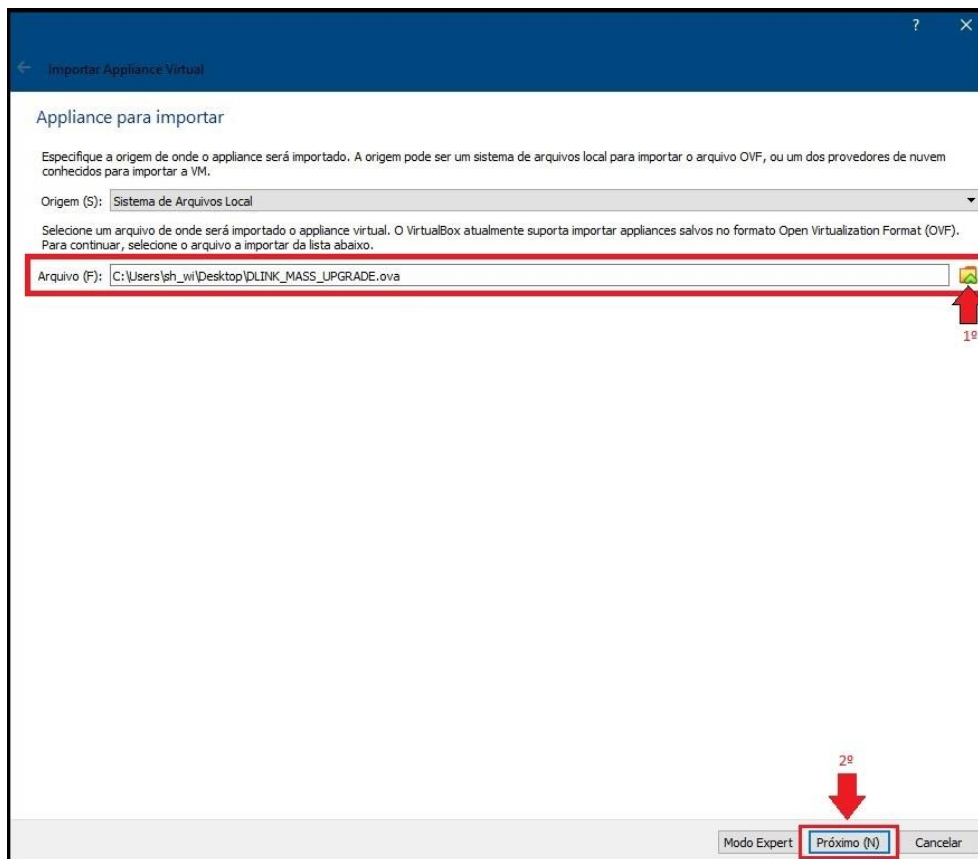 ?
Importar Appliance Virtual
Appliance para importar
Especifique a origem de onde o appliance será importado. A origem pode ser um sistema de arquivos local para importar o arquivo OVF, ou um dos provedores de nuvem
conhecidos para importar a VM.
Origem (S): Sistema de Arquivos Local
Selecione um arquivo de onde será importado o appliance virtual. O VirtualBox atualmente suporta importar appliances salvos no formato Open Virtualization Format (OVF).
Para continuar, selecione o arquivo a importar da lista abaixo.
Arquivo (F): C:\Users\sh_wi\Desktop\DLINK_MASS_UPGRADE.ova
1º
2º
Modo Expert Próximo (N) Cancelar